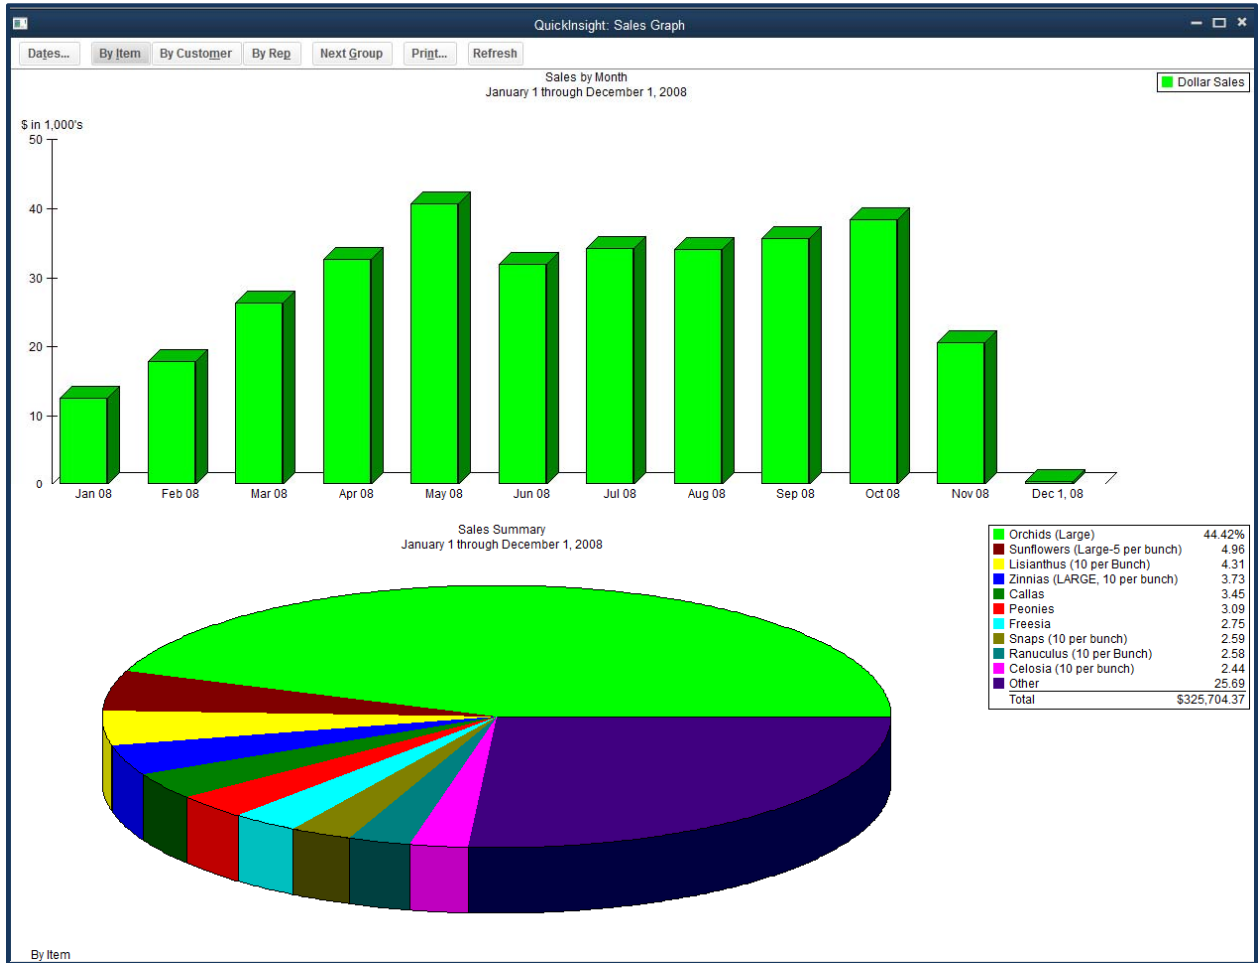 QuickInsight: Sales Graph
Dates... By Item By Customer By Rep Next Group Print... Refresh
Sales by Month
January 1 through December 1, 2008
Dollar Sales
$ in 1,000's
50
40
30
20
10
0
Jan 08 Feb 08 Mar 08 Apr 08 May 08 Jun 08 Jul 08 Aug 08 Sep 08 Oct 08 Nov 08 Dec 1, 08
Sales Summary
January 1 through December 1, 2008
Orchids (Large) 44.42%
Sunflowers (Large-5 per bunch) 4.96
Lisianthus (10 per Bunch) 4.31
Zinnias (LARGE, 10 per bunch) 3.73
Callas 3.45
Peonies 3.09
Freesia 2.75
Snaps (10 per bunch) 2.59
Ranuculus (10 per Bunch) 2.58
Celosia (10 per bunch) 2.44
Other 25.69
Total $325,704.37
By Item